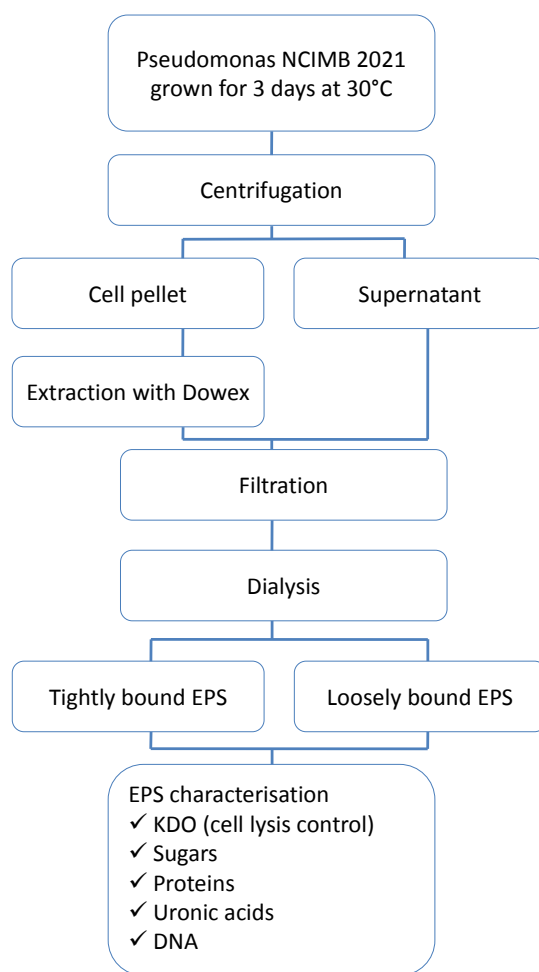 Pseudomonas NCIMB 2021
grown for 3 days at 30°C
Centrifugation
Cell pellet
Supernatant
Extraction with Dowex
Filtration
Dialysis
Tightly bound EPS
Loosely bound EPS
EPS characterisation
✓ KDO (cell lysis control)
✓ Sugars
✓ Proteins
✓ Uronic acids
✓ DNA